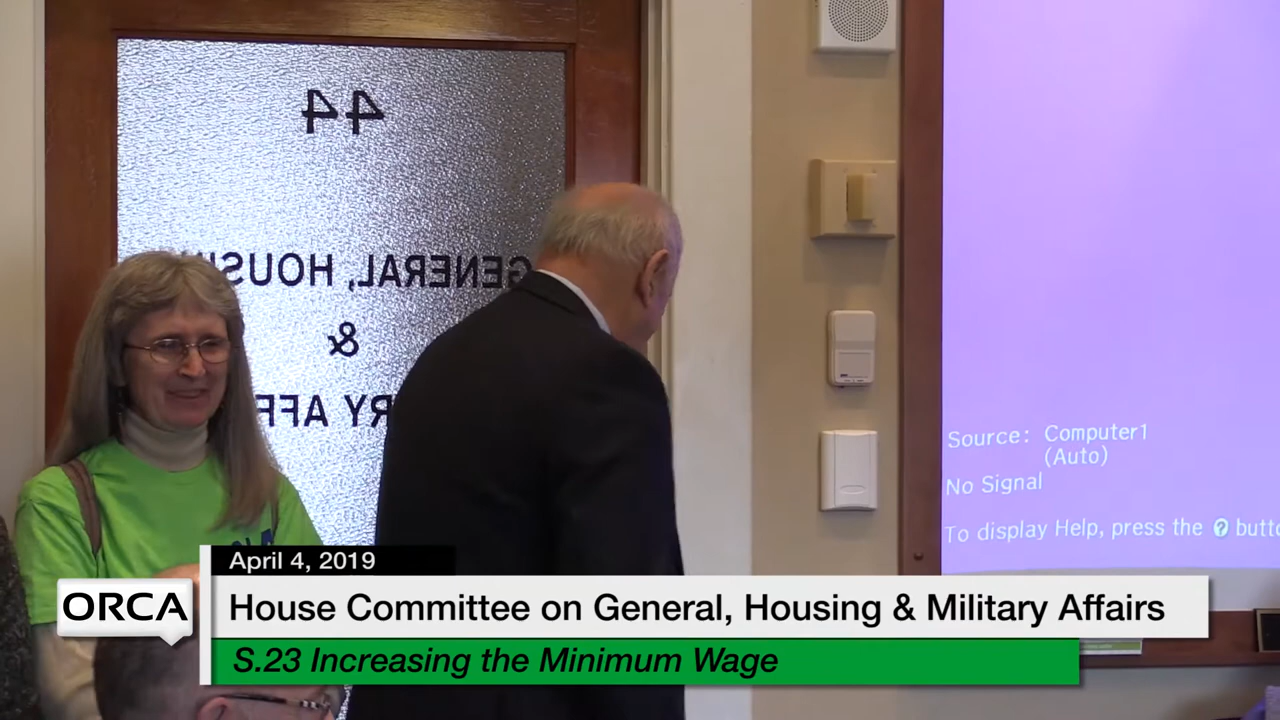 44
GENERAL, HOUSI
&
RY AFF
Source: Computer1
(Auto)
No Signal
To display Help, press the ? butto
April 4, 2019
ORCA
House Committee on General, Housing & Military Affairs
S.23 Increasing the Minimum Wage